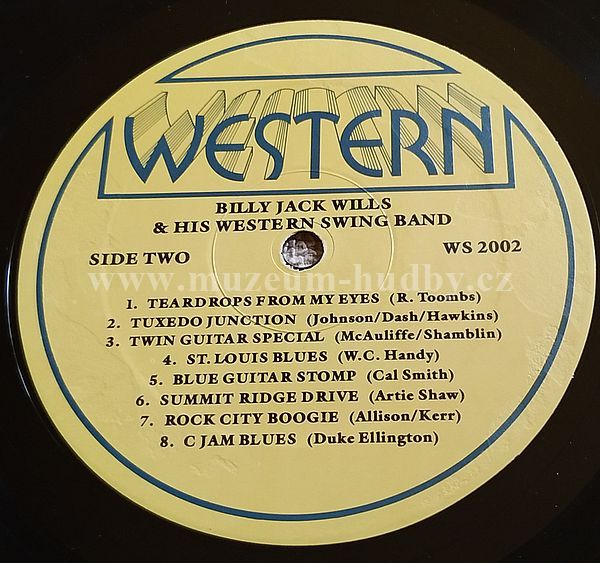 WESTERN
BILLY JACK WILLS
& HIS WESTERN SWING BAND
SIDE TWO WS 2002
www.muzeum-hudby.cz
1. TEARDROPS FROM MY EYES (R. Toombs)
2. TUXEDO JUNCTION (Johnson/Dash/Hawkins)
3. TWIN GUITAR SPECIAL (McAuliffe/Shamblin)
4. ST. LOUIS BLUES (W.C. Handy)
5. BLUE GUITAR STOMP (Cal Smith)
6. SUMMIT RIDGE DRIVE (Artie Shaw)
7. ROCK CITY BOOGIE (Allison/Kerr)
8. C JAM BLUES (Duke Ellington)